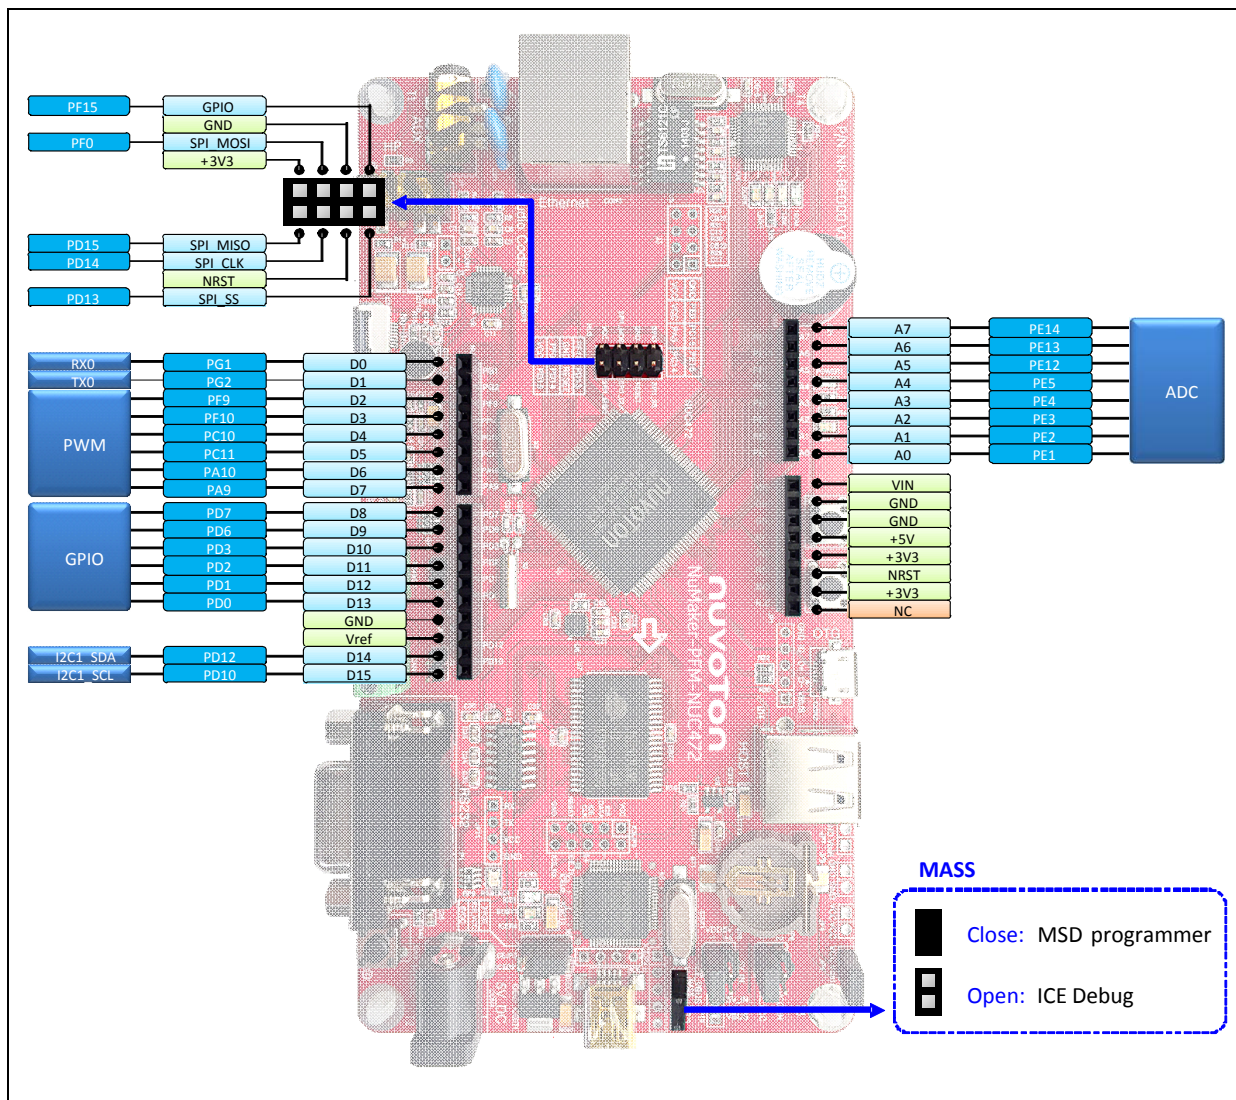 PF15 GPIO
GND
PF0 SPI_MOSI
+3V3
PD15 SPI_MISO
PD14 SPI_CLK
NRST
PD13 SPI_SS
Ethernet
RX0 PG1 D0
TX0 PG2 D1
PWM
PF9 D2
PF10 D3
PC10 D4
PC11 D5
PA10 D6
PA9 D7
GPIO
PD7 D8
PD6 D9
PD3 D10
PD2 D11
PD1 D12
PD0 D13
GND
Vref
I2C1_SDA PD12 D14
I2C1_SCL PD10 D15
A7 PE14
A6 PE13
A5 PE12
A4 PE5
A3 PE4
A2 PE3
A1 PE2
A0 PE1
ADC
VIN
GND
GND
+5V
+3V3
NRST
+3V3
NC
nuvoTon
nuvoTon
NuMaker-PFM-NUC472
MASS
Close: MSD programmer
Open: ICE Debug